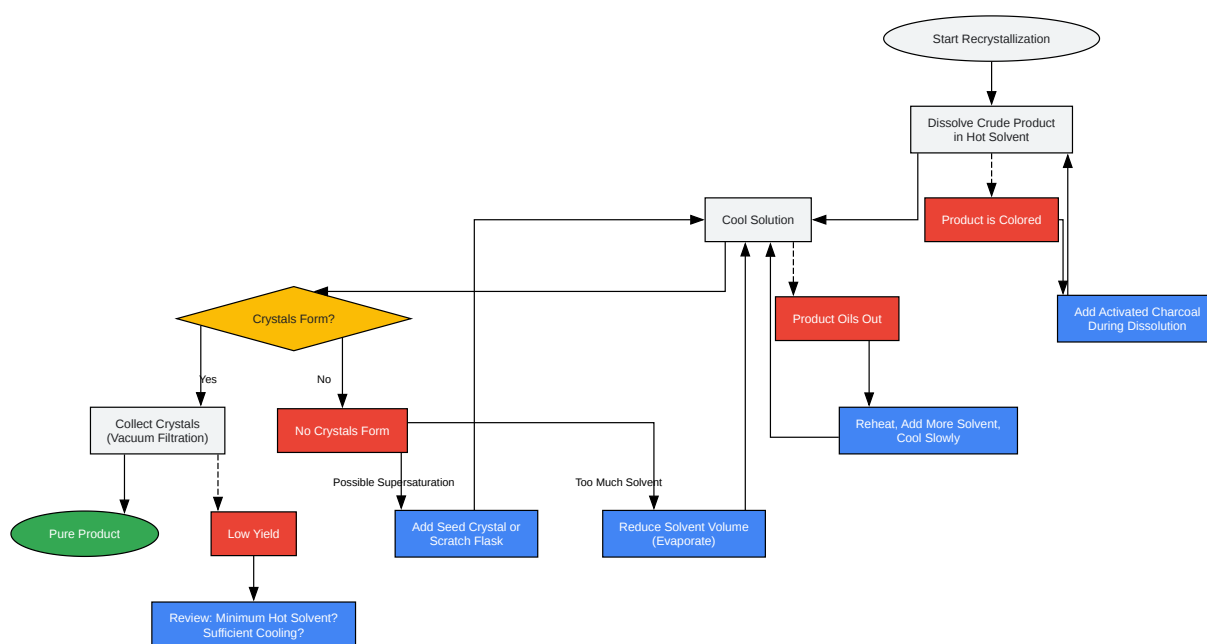 Start Recrystallization
Dissolve Crude Product
in Hot Solvent
Cool Solution
Product is Colored
Crystals Form?
Product Oils Out
Add Activated Charcoal
During Dissolution
Yes
No
Collect Crystals
(Vacuum Filtration)
No Crystals Form
Reheat, Add More Solvent,
Cool Slowly
Possible Supersaturation
Too Much Solvent
Pure Product
Low Yield
Add Seed Crystal or
Scratch Flask
Reduce Solvent Volume
(Evaporate)
Review: Minimum Hot Solvent?
Sufficient Cooling?